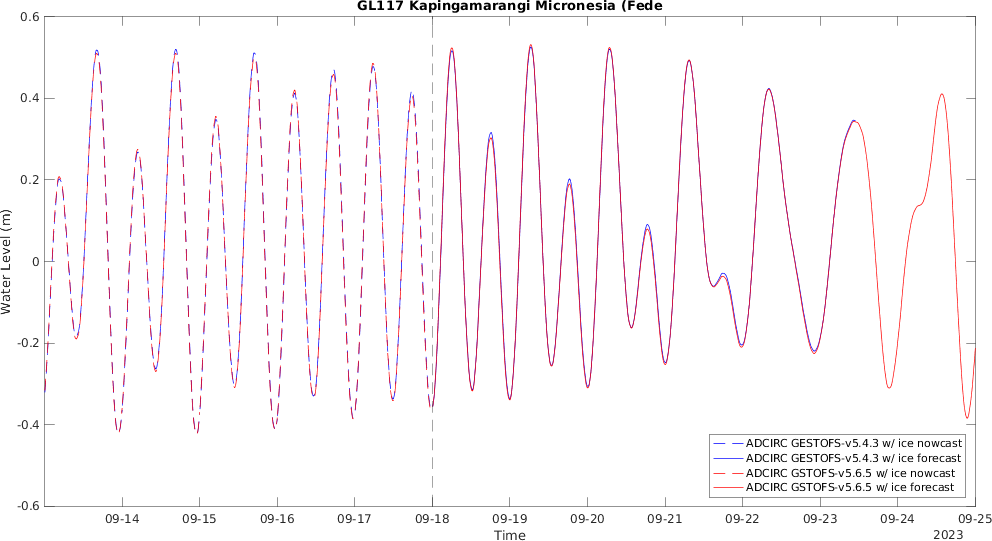 GL117 Kapingamarangi Micronesia (Fede
0.6
0.4
0.2
0
-0.2
-0.4
-0.6
Water Level (m)
ADCIRC GESTOFS-v5.4.3 w/ ice nowcast
ADCIRC GESTOFS-v5.4.3 w/ ice forecast
ADCIRC GSTOFS-v5.6.5 w/ ice nowcast
ADCIRC GSTOFS-v5.6.5 w/ ice forecast
09-14 09-15 09-16 09-17 09-18 09-19 09-20 09-21 09-22 09-23 09-24 09-25
Time
2023